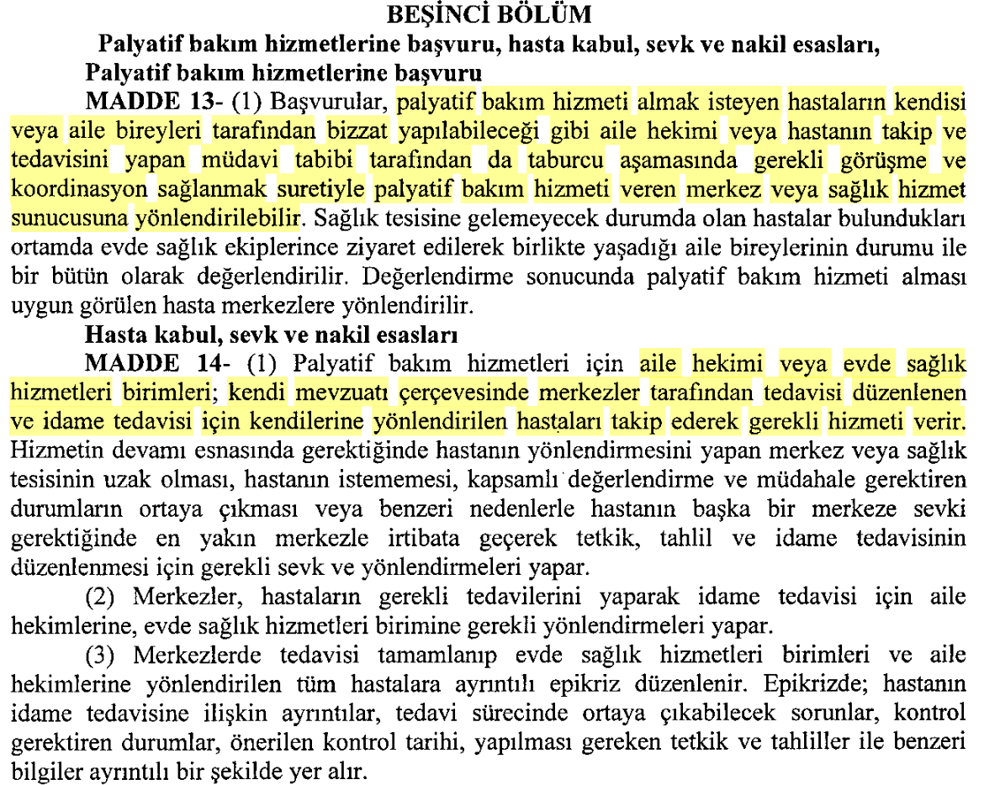 BEŞİNCİ BÖLÜM
Palyatif bakım hizmetlerine başvuru, hasta kabul, sevk ve nakil esasları,
Palyatif bakım hizmetlerine başvuru
MADDE 13- (1) Başvurular, palyatif bakım hizmeti almak isteyen hastaların kendisi
veya aile bireyleri tarafından bizzat yapılabileceği gibi aile hekimi veya hastanın takip ve
tedavisini yapan müdavi tabibi tarafından da taburcu aşamasında gerekli görüşme ve
koordinasyon sağlanmak suretiyle palyatif bakım hizmeti veren merkez veya sağlık hizmet
sunucusuna yönlendirilebilir. Sağlık tesisine gelemeyecek durumda olan hastalar bulundukları
ortamda evde sağlık ekiplerince ziyaret edilerek birlikte yaşadığı aile bireylerinin durumu ile
bir bütün olarak değerlendirilir. Değerlendirme sonucunda palyatif bakım hizmeti alması
uygun görülen hasta merkezlere yönlendirilir.
Hasta kabul, sevk ve nakil esasları
MADDE 14- (1) Palyatif bakım hizmetleri için aile hekimi veya evde sağlık
hizmetleri birimleri; kendi mevzuatı çerçevesinde merkezler tarafından tedavisi düzenlenen
ve idame tedavisi için kendilerine yönlendirilen hastaları takip ederek gerekli hizmeti verir.
Hizmetin devamı esnasında gerektiğinde hastanın yönlendirmesini yapan merkez veya sağlık
tesisinin uzak olması, hastanın istememesi, kapsamlı değerlendirme ve müdahale gerektiren
durumların ortaya çıkması veya benzeri nedenlerle hastanın başka bir merkeze sevki
gerektiğinde en yakın merkezle irtibata geçerek tetkik, tahlil ve idame tedavisinin
düzenlenmesi için gerekli sevk ve yönlendirmeleri yapar.
(2) Merkezler, hastaların gerekli tedavilerini yaparak idame tedavisi için aile
hekimlerine, evde sağlık hizmetleri birimine gerekli yönlendirmeleri yapar.
(3) Merkezlerde tedavisi tamamlanıp evde sağlık hizmetleri birimleri ve aile
hekimlerine yönlendirilen tüm hastalara ayrıntılı epikriz düzenlenir. Epikrizde; hastanın
idame tedavisine ilişkin ayrıntılar, tedavi sürecinde ortaya çıkabilecek sorunlar, kontrol
gerektiren durumlar, önerilen kontrol tarihi, yapılması gereken tetkik ve tahliller ile benzeri
bilgiler ayrıntılı bir şekilde yer alır.